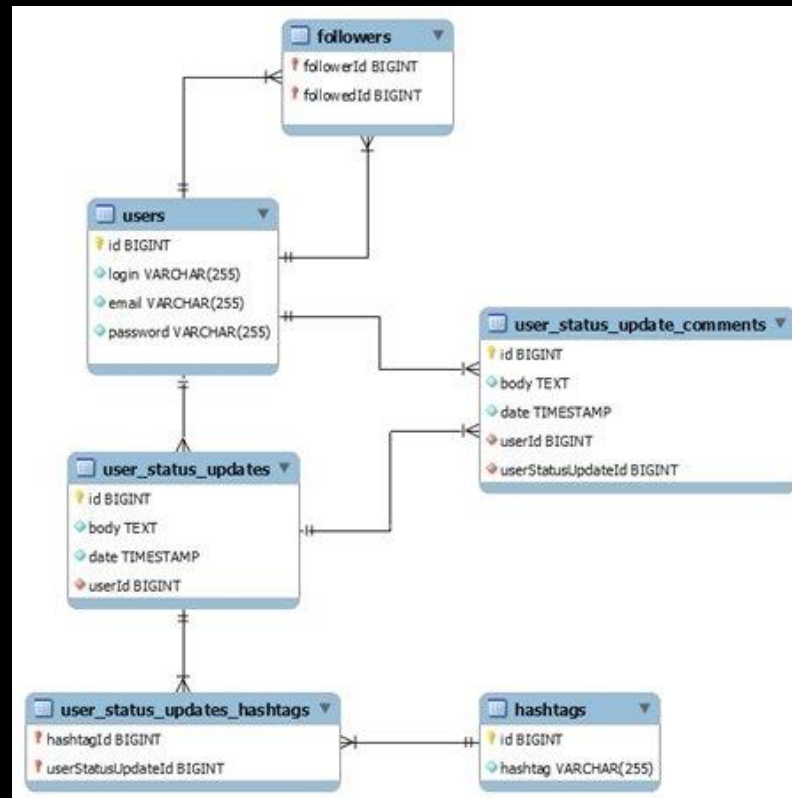 followers
followerId BIGINT
followedId BIGINT
users
id BIGINT
login VARCHAR(255)
email VARCHAR(255)
password VARCHAR(255)
user_status_update_comments
id BIGINT
body TEXT
date TIMESTAMP
userId BIGINT
userStatusUpdateId BIGINT
user_status_updates
id BIGINT
body TEXT
date TIMESTAMP
userId BIGINT
user_status_updates_hashtags
hashtagId BIGINT
userStatusUpdateId BIGINT
hashtags
id BIGINT
hashtag VARCHAR(255)